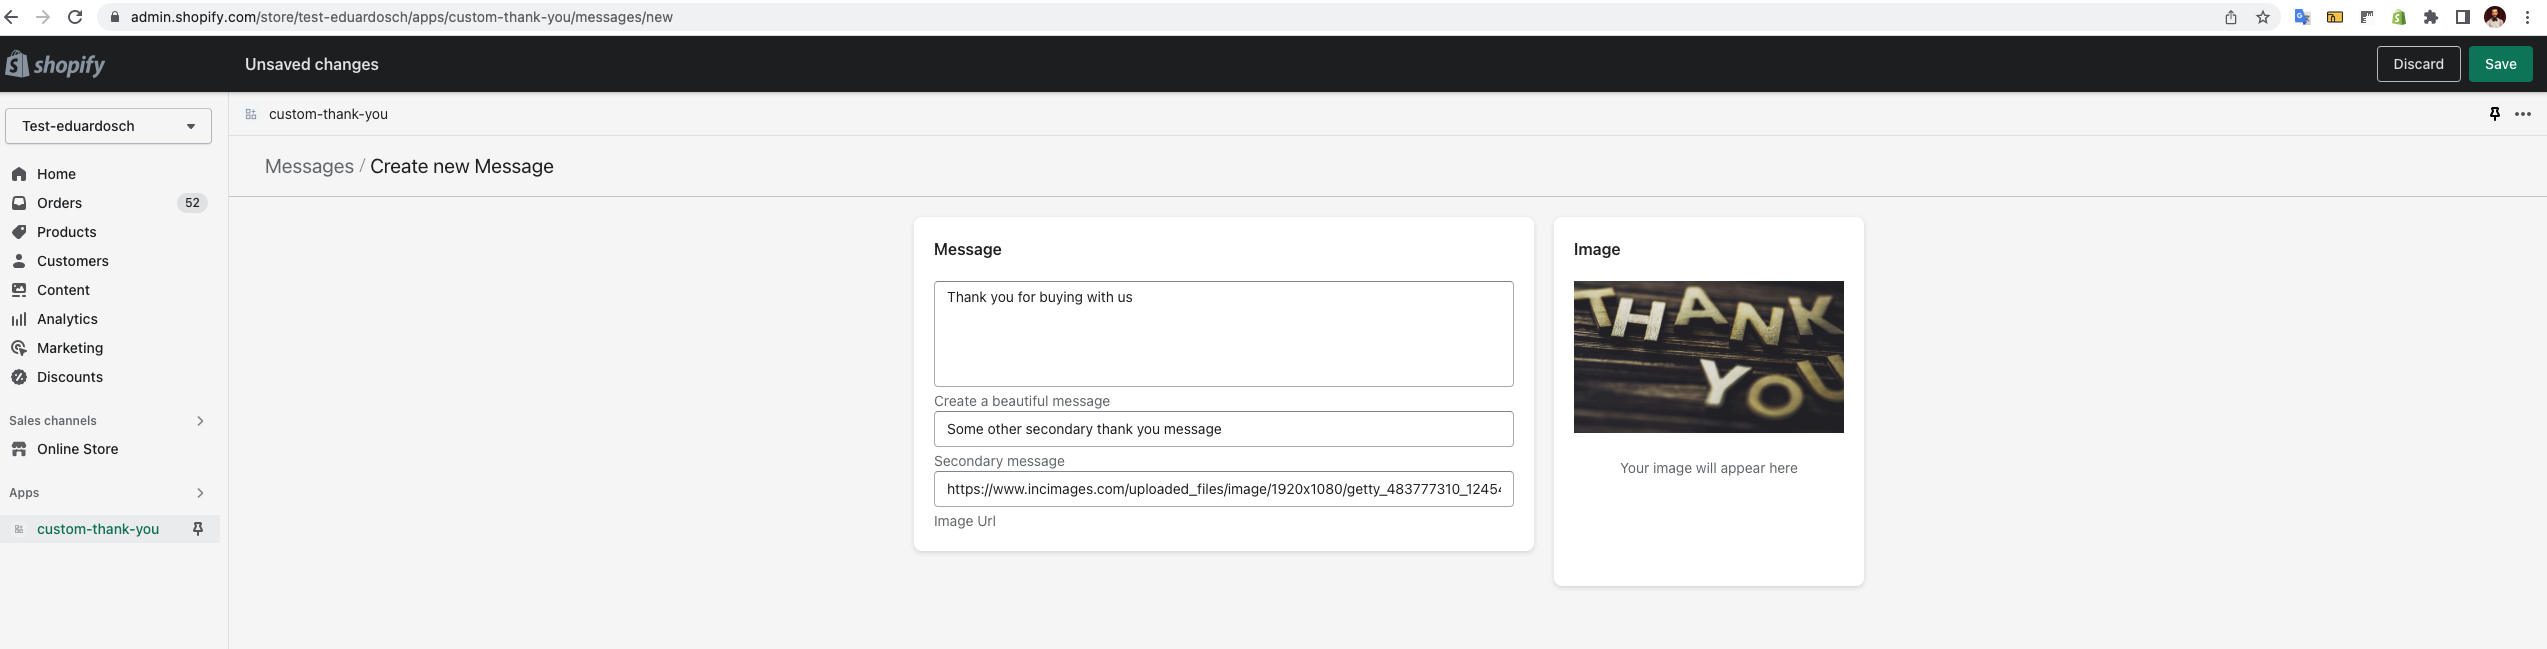 admin.shopify.com/store/test-eduardosch/apps/custom-thank-you/messages/new
shopify
Unsaved changes
Discard
Save
Test-eduardosch
custom-thank-you
Messages / Create new Message
Home
Orders
52
Products
Customers
Content
Analytics
Marketing
Discounts
Sales channels
Online Store
Apps
custom-thank-you
Message
Thank you for buying with us
Create a beautiful message
Some other secondary thank you message
Secondary message
https://www.incimages.com/uploaded_files/image/1920x1080/getty_483777310_12454
Image Url
Image
THANK
YOU
Your image will appear here